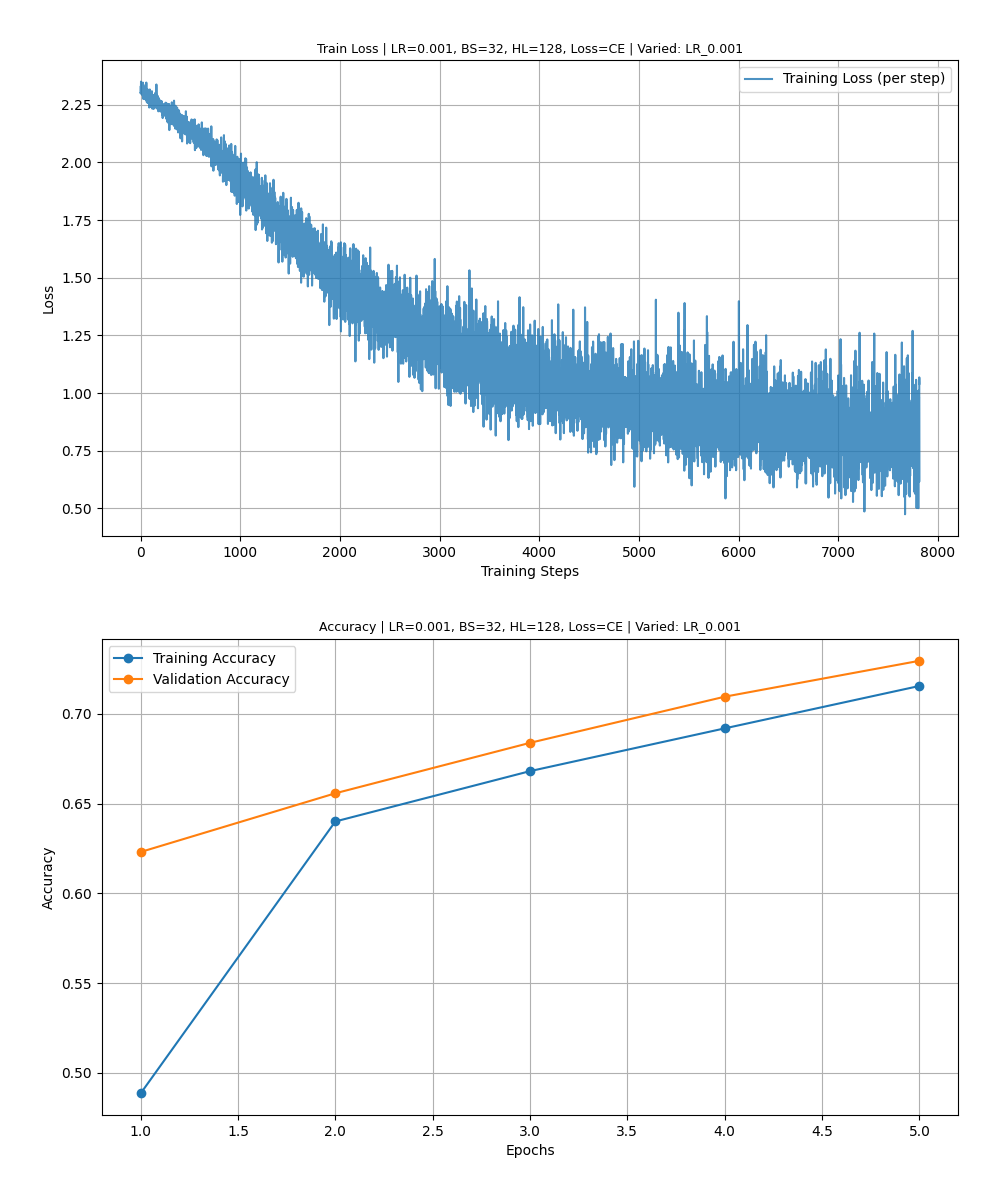 Train Loss | LR=0.001, BS=32, HL=128, Loss=CE | Varied: LR_0.001
Training Loss (per step)
2.25
2.00
1.75
1.50
1.25
1.00
0.75
0.50
Loss
0 1000 2000 3000 4000 5000 6000 7000 8000
Training Steps
Accuracy | LR=0.001, BS=32, HL=128, Loss=CE | Varied: LR_0.001
Training Accuracy
Validation Accuracy
0.70
0.65
0.60
0.55
0.50
Accuracy
1.0 1.5 2.0 2.5 3.0 3.5 4.0 4.5 5.0
Epochs